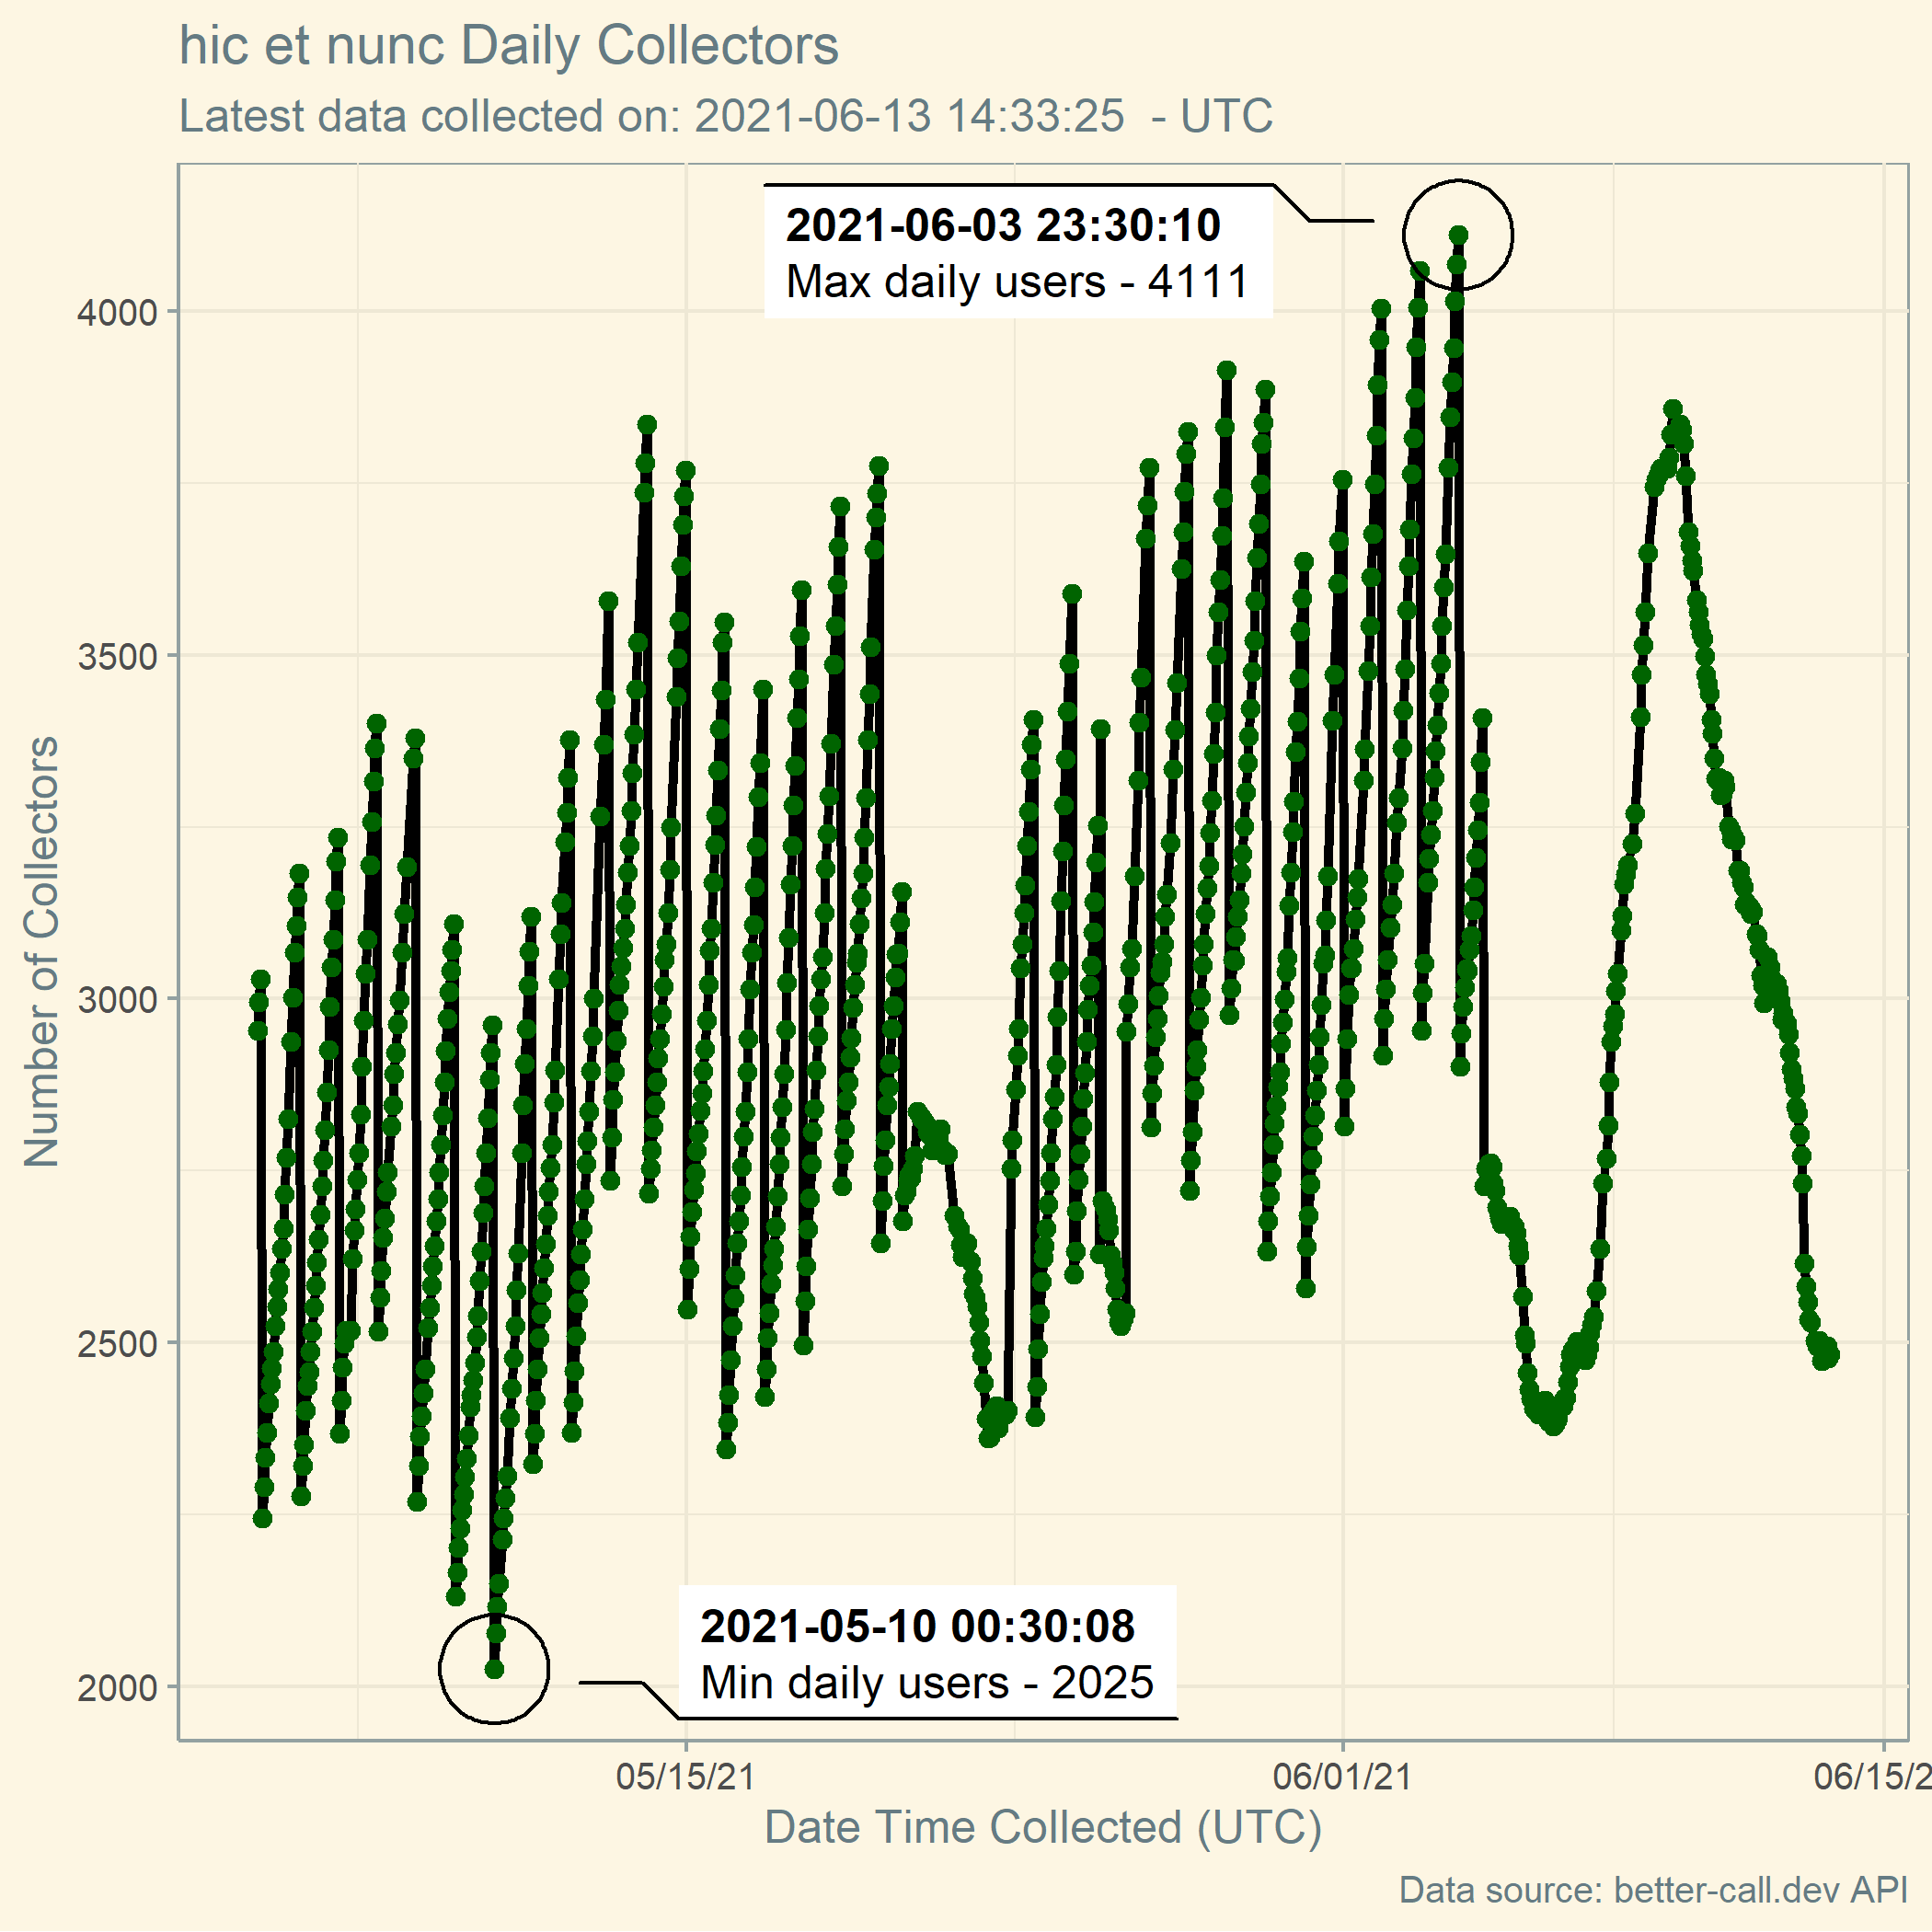 hic et nunc Daily Collectors
Latest data collected on: 2021-06-13 14:33:25  - UTC
2021-06-03 23:30:10
Max daily users - 4111
4000
3500
3000
2500
2000
Number of Collectors
2021-05-10 00:30:08
Min daily users - 2025
05/15/21
06/01/21
06/15/2
Date Time Collected (UTC)
Data source: better-call.dev API